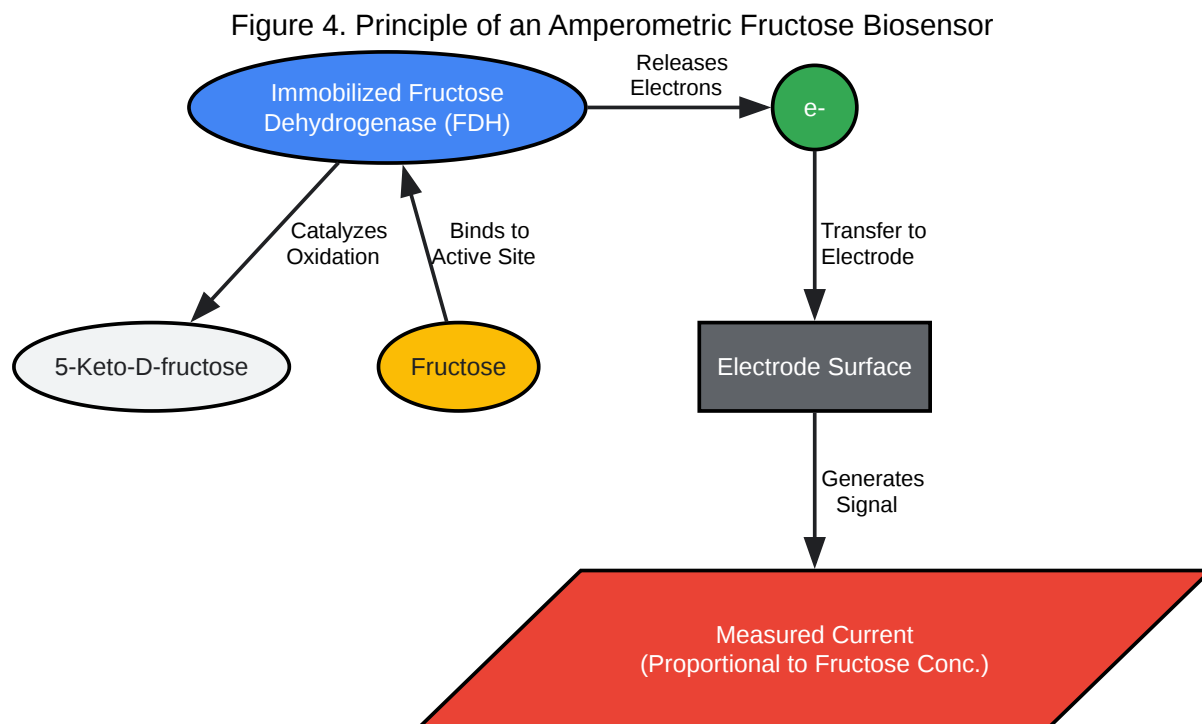 Figure 4. Principle of an Amperometric Fructose Biosensor
Immobilized Fructose
Dehydrogenase (FDH)
Releases
Electrons
e-
Catalyzes
Oxidation
Binds to
Active Site
Transfer to
Electrode
5-Keto-D-fructose
Fructose
Electrode Surface
Generates
Signal
Measured Current
(Proportional to Fructose Conc.)